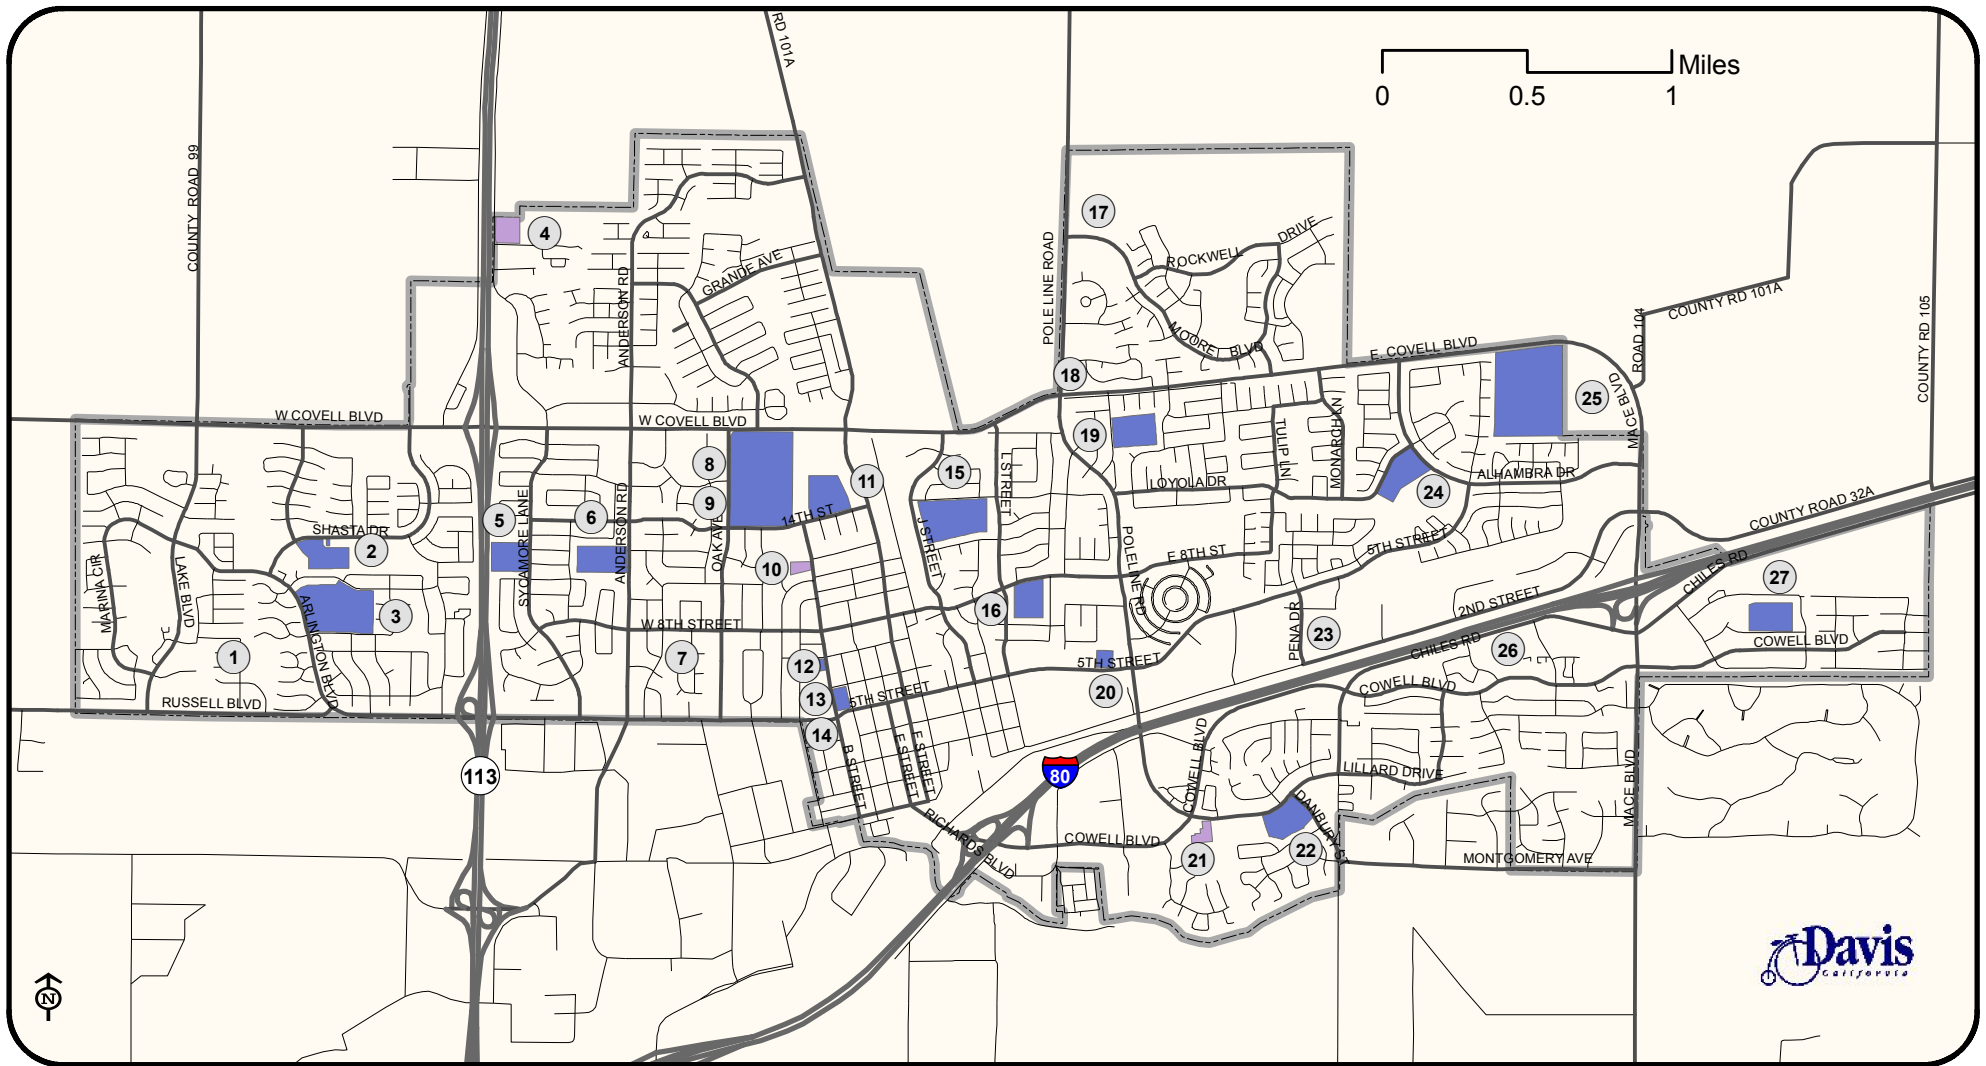 RD 101A
Miles
0
0.5
1
COUNTY ROAD 99
17
4
DRIVE
ROCKWELL
GRANDE AVE
POLE LINE ROAD
ANDERSON RD
COUNTY RD 101A
ROAD 104
COUNTY RD 105
MOORE BLVD
E. COVELL BLVD
18
25
MACE BLVD
W COVELL BLVD
W COVELL BLVD
19
TULIP LN
MONARCH LN
8
15
L STREET
11
ALHAMBRA DR
LOYOLA DR
24
9
SYCAMORE LANE
ANDERSON RD
5
6
14TH ST
OAK AVE
COUNTY ROAD 32A
SHASTA DR
2
J STREET
POLELINE RD
5TH STREET
E 8TH ST
CHILES RD
MARINA CIR
LAKE BLVD
10
27
ARLINGTON BLVD
3
16
2ND STREET
W 8TH STREET
PENA DR
23
COWELL BLVD
1
7
12
5TH STREET
CHILES RD
26
13
5TH STREET
20
COWELL BLVD
RUSSELL BLVD
14
B STREET
E STREET
F STREET
COWELL BLVD
MACE BLVD
113
80
LILLARD DRIVE
DANBURY ST
RICHARDS BLVD
COWELL BLVD
21
22
MONTGOMERY AVE
Davis
California
N